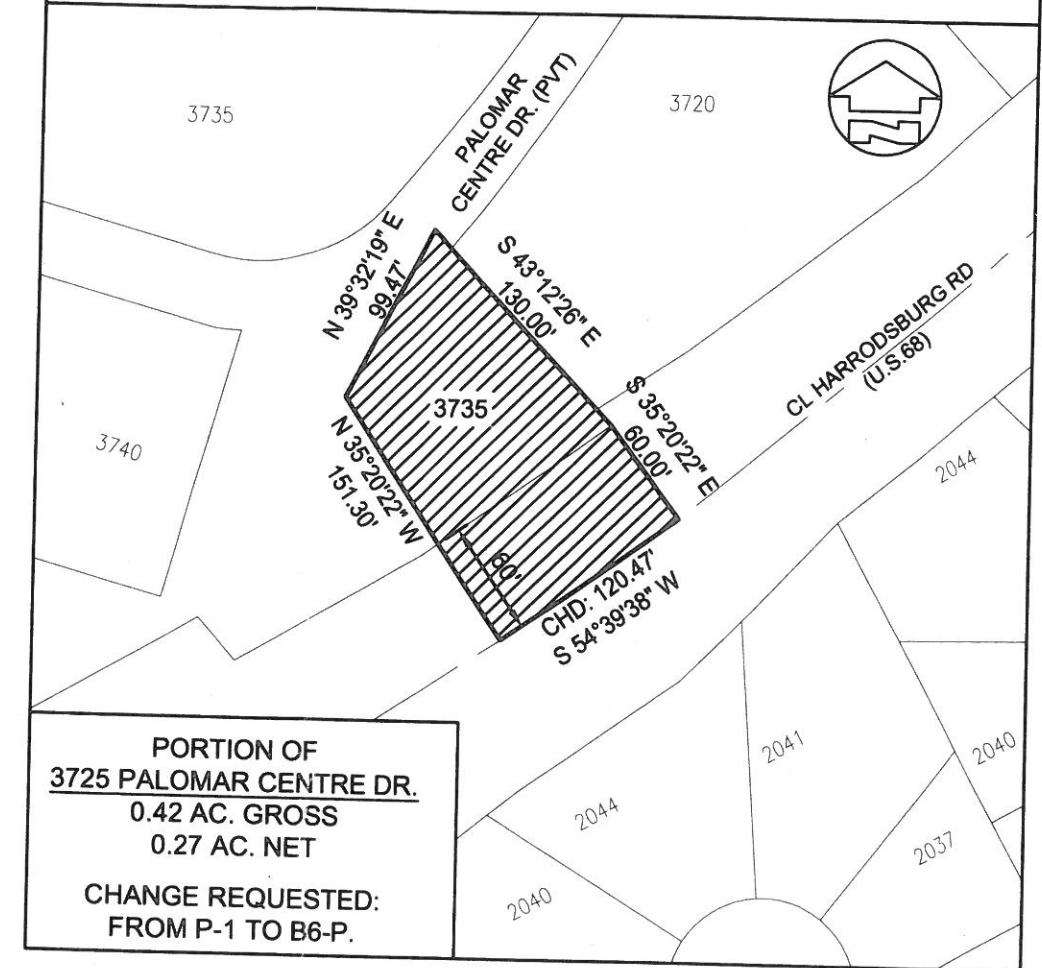 3735
PALOMAR
CENTRE DR. (PVT)
3720
N 39°32'19" E
99.47'
S 43°12'26" E
130.00'
CL HARRODSBURG RD
(U.S.68)
3735
S 35°20'22" E
60.00'
3740
N 35°20'22" W
151.30'
2044
60'
CHD: 120.47'
S 54°39'38" W
PORTION OF
3725 PALOMAR CENTRE DR.
0.42 AC. GROSS
0.27 AC. NET
CHANGE REQUESTED:
FROM P-1 TO B6-P.
2041
2040
2044
2037
2040